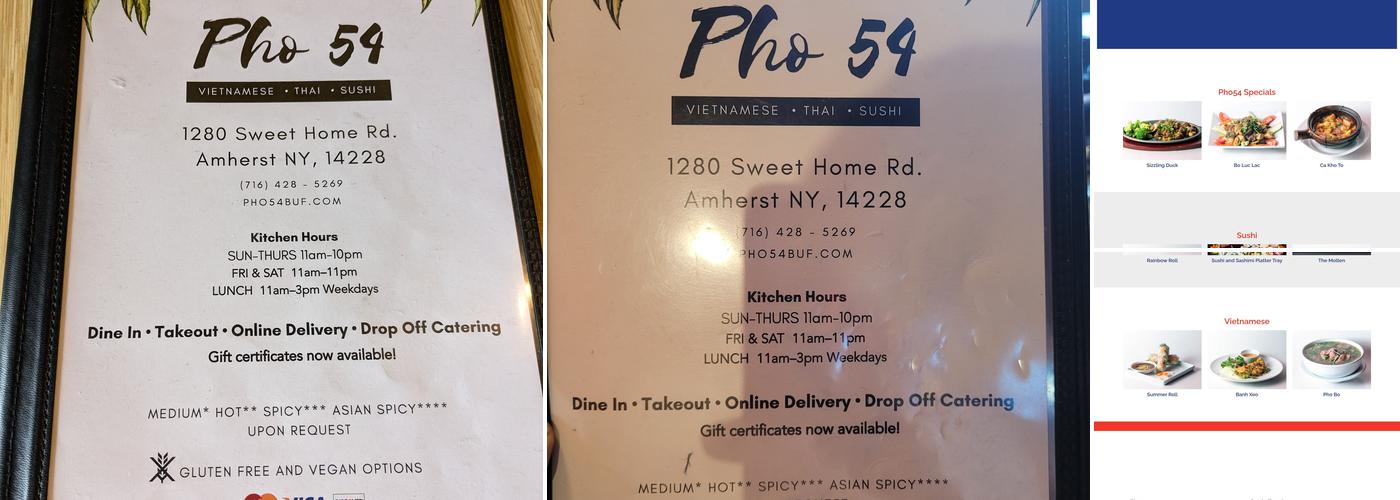 Pho 54
VIETNAMESE • THAI • SUSHI
1280 Sweet Home Rd.
Amherst NY, 14228
(716) 428 - 5269
PHO54BUF.COM
Kitchen Hours
SUN-THURS 11am-10pm
FRI & SAT 11am-11pm
LUNCH 11am-3pm Weekdays
Dine In • Takeout • Online Delivery • Drop Off Catering
Gift certificates now available!
MEDIUM* HOT** SPICY*** ASIAN SPICY****
UPON REQUEST
GLUTEN FREE AND VEGAN OPTIONS
VISA
Pho 54
VIETNAMESE • THAI • SUSHI
1280 Sweet Home Rd.
Amherst NY, 14228
716) 428 - 5269
PHO54BUF.COM
Kitchen Hours
SUN-THURS 11am-10pm
FRI & SAT 11am-11pm
LUNCH 11am-3pm Weekdays
Dine In • Takeout • Online Delivery • Drop Off Catering
Gift certificates now available!
MEDIUM* HOT** SPICY*** ASIAN SPICY****
Pho54 Specials
Sizzling Duck
Bo Luc Lac
Ca Kho To
Sushi
Rainbow Roll
Sushi and Sashimi Platter Tray
The Molten
Vietnamese
Summer Roll
Banh Xeo
Pho Bo